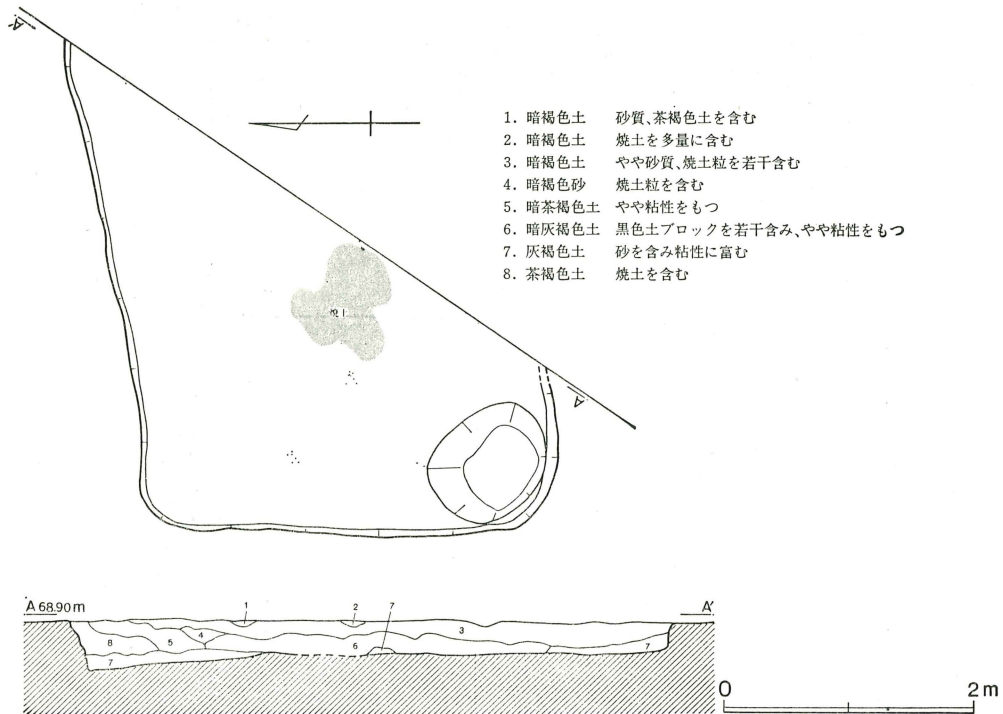 A′
1. 暗褐色土 砂質、茶褐色土を含む
2. 暗褐色土 焼土を多量に含む
3. 暗褐色土 やや砂質、焼土粒を若干含む
4. 暗褐色砂 焼土粒を含む
5. 暗茶褐色土 やや粘性をもつ
6. 暗灰褐色土 黒色土ブロックを若干含み、やや粘性をもつ
7. 灰褐色土 砂を含み粘性に富む
8. 茶褐色土 焼土を含む
焼土
A
A 68.90m
1 2 7 A′
3
4
8 5 6 7
7
0 2m